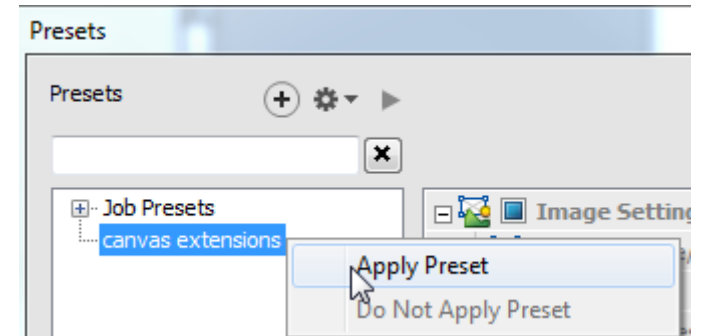 Presets
Presets
Job Presets
Image Setting
canvas extensions
Apply Preset
Do Not Apply Preset